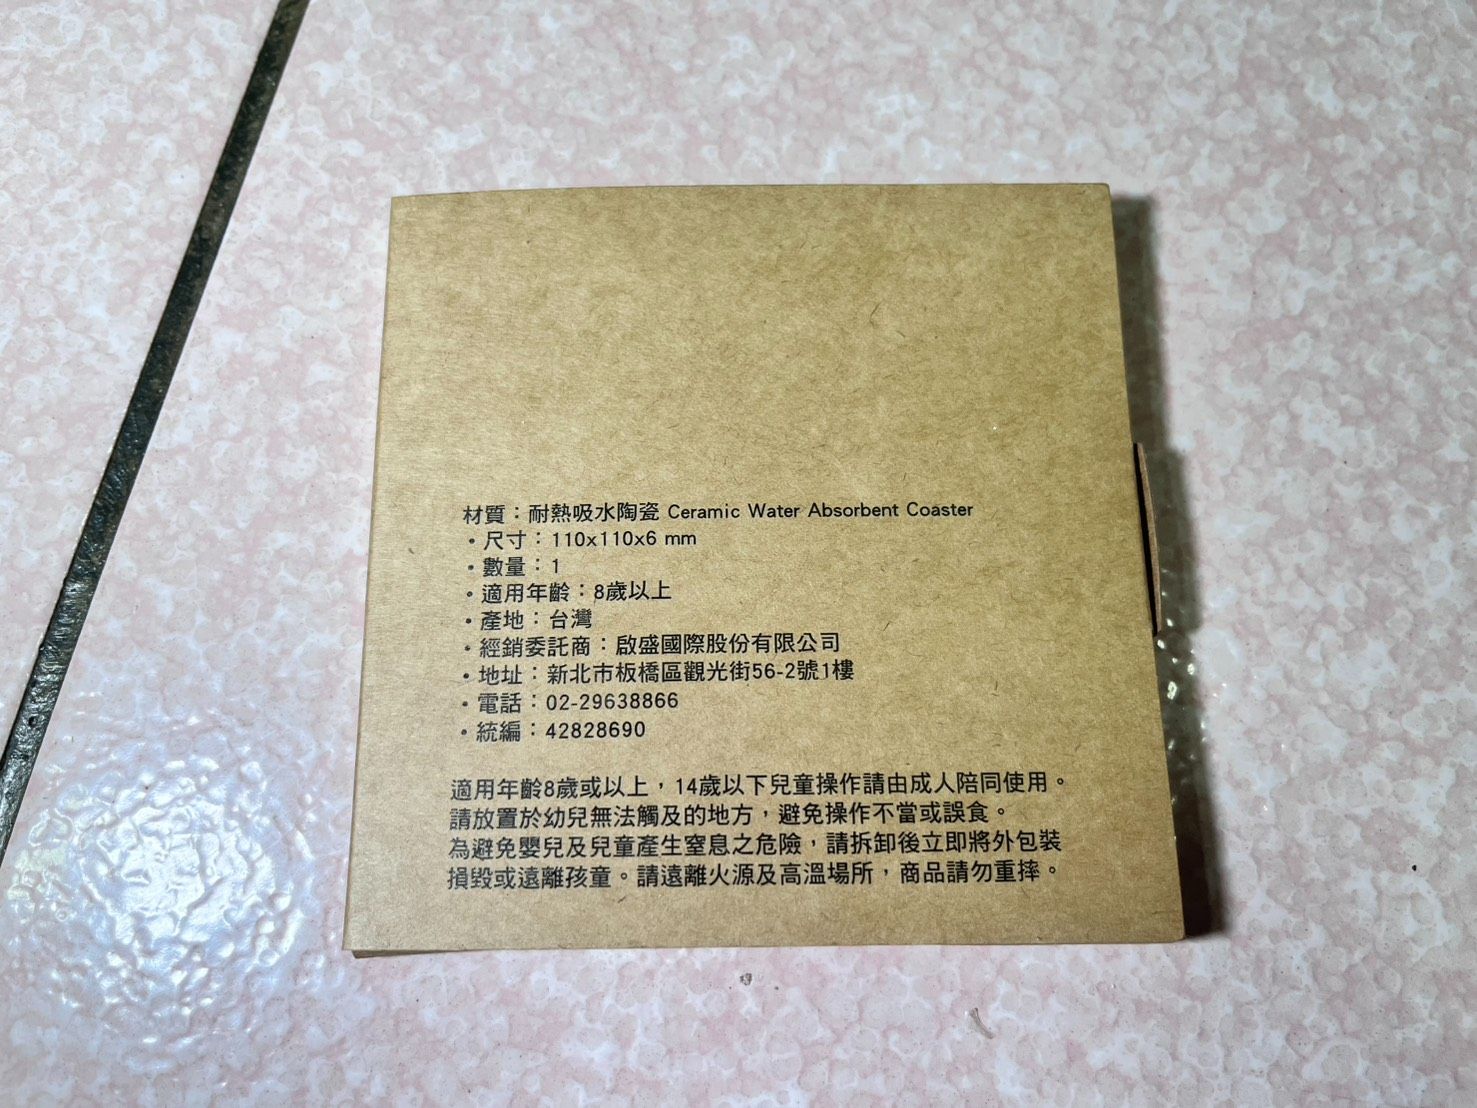 材質：耐熱吸水陶瓷 Ceramic Water Absorbent Coaster
・尺寸：110x110x6 mm
・數量：1
・適用年齡：8歲以上
・產地：台灣
・經銷委託商：啟盛國際股份有限公司
・地址：新北市板橋區觀光街56-2號1樓
・電話：02-29638866
・統編：42828690
適用年齡8歲或以上，14歲以下兒童操作請由成人陪同使用。
請放置於幼兒無法觸及的地方，避免操作不當或誤食。
為避免嬰兒及兒童產生窒息之危險，請拆卸後立即將外包裝
損毀或遠離孩童。請遠離火源及高溫場所，商品請勿重摔。